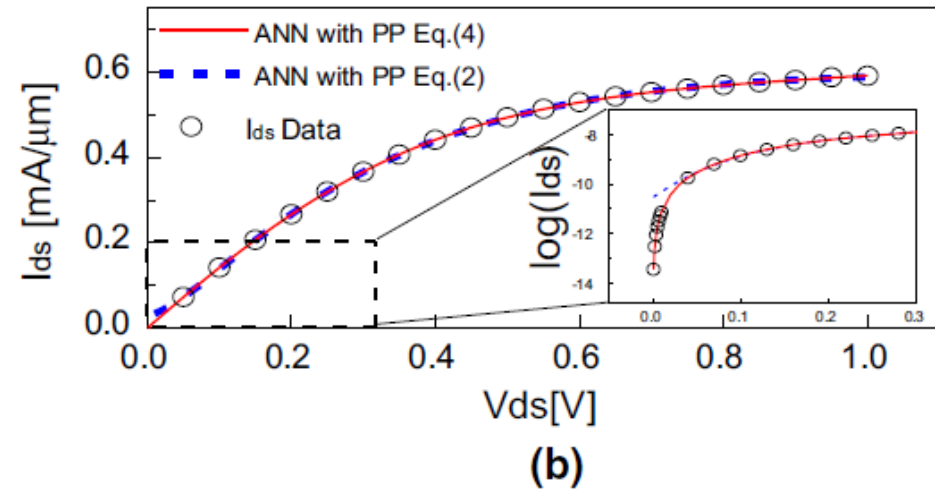 ANN with PP Eq.(4)
ANN with PP Eq.(2)
Ids Data
Ids [mA/μm]
0.6
0.4
0.2
0.0
0.0 0.2 0.4 0.6 0.8 1.0
Vds[V]
log(Ids)
-8
-10
-12
-14
0.0 0.1 0.2 0.3
(b)